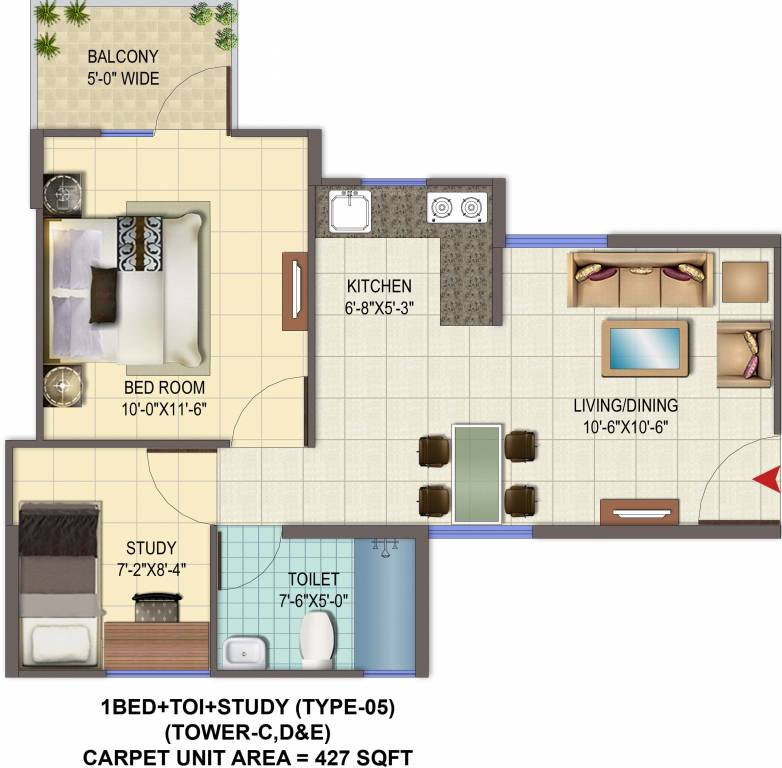 BALCONY
5'-0" WIDE
KITCHEN
6'-8"X5'-3"
BED ROOM
10'-0"X11'-6"
LIVING/DINING
10'-6"X10'-6"
STUDY
7'-2"X8'-4"
TOILET
7'-6"X5'-0"
1BED+TOI+STUDY (TYPE-05)
(TOWER-C,D&E)
CARPET UNIT AREA = 427 SQFT